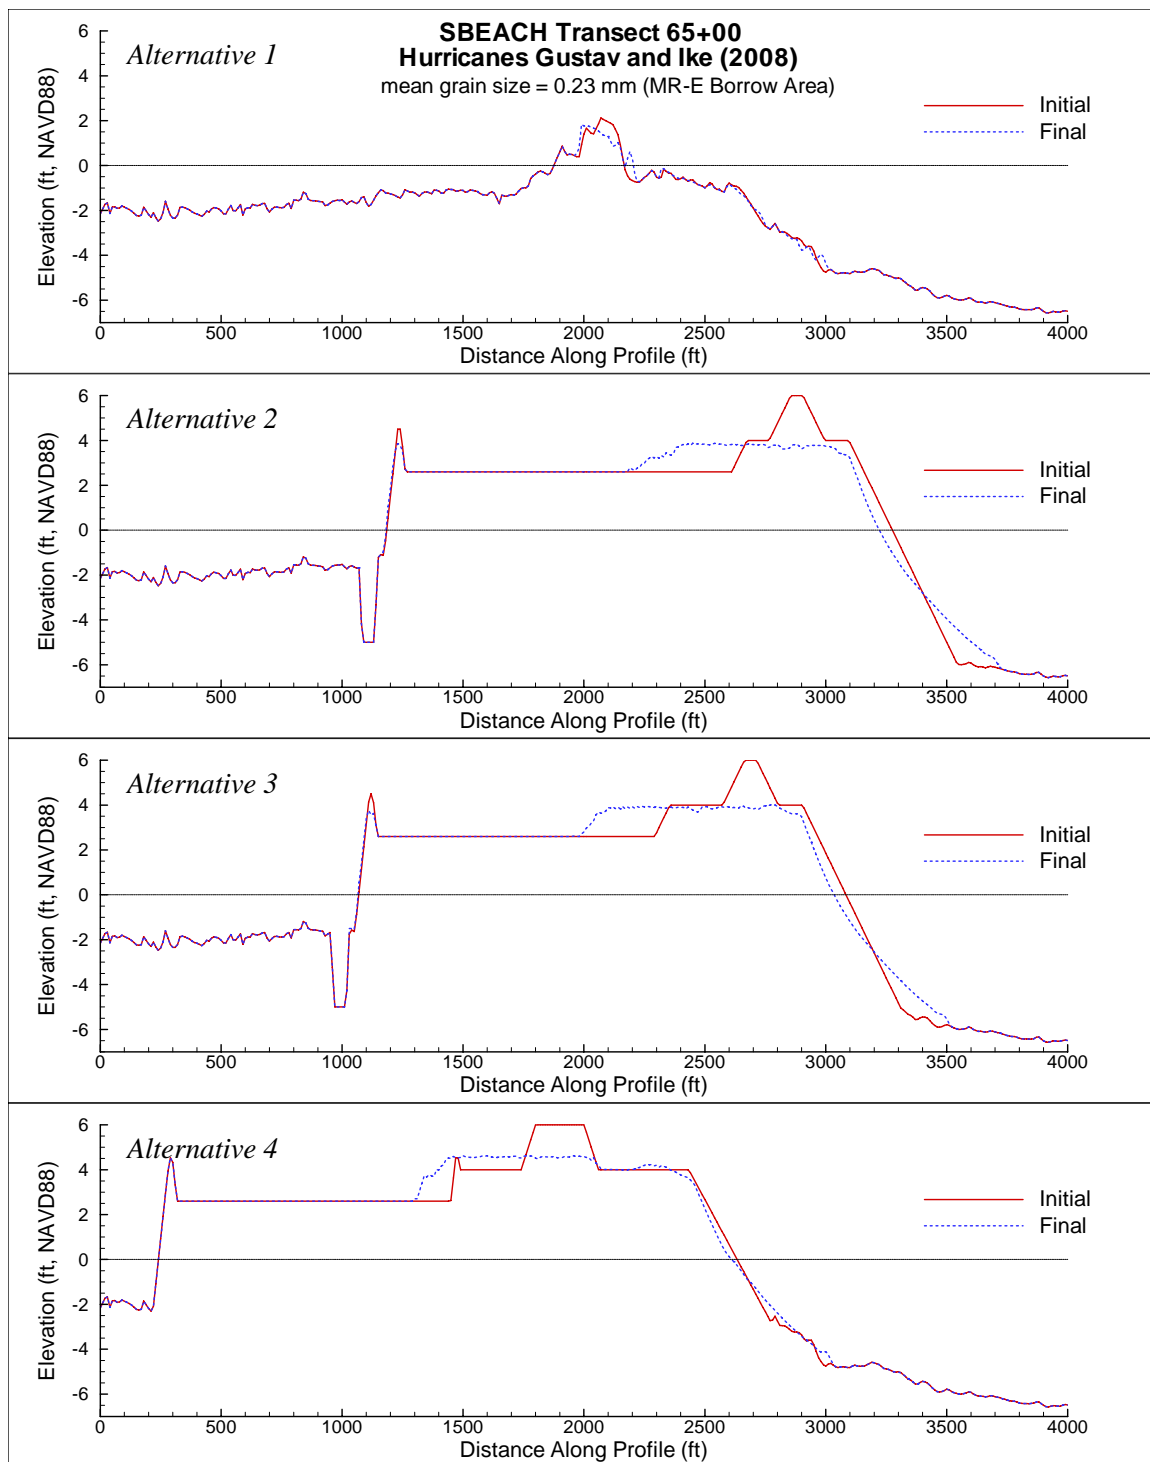 SBEACH Transect 65+00
Hurricanes Gustav and Ike (2008)
mean grain size = 0.23 mm (MR-E Borrow Area)
Alternative 1
Initial
Final
Elevation (ft, NAVD88)
6
4
2
0
-2
-4
-6
0 500 1000 1500 2000 2500 3000 3500 4000
Distance Along Profile (ft)
Alternative 2
Initial
Final
Elevation (ft, NAVD88)
6
4
2
0
-2
-4
-6
0 500 1000 1500 2000 2500 3000 3500 4000
Distance Along Profile (ft)
Alternative 3
Initial
Final
Elevation (ft, NAVD88)
6
4
2
0
-2
-4
-6
0 500 1000 1500 2000 2500 3000 3500 4000
Distance Along Profile (ft)
Alternative 4
Initial
Final
Elevation (ft, NAVD88)
6
4
2
0
-2
-4
-6
0 500 1000 1500 2000 2500 3000 3500 4000
Distance Along Profile (ft)